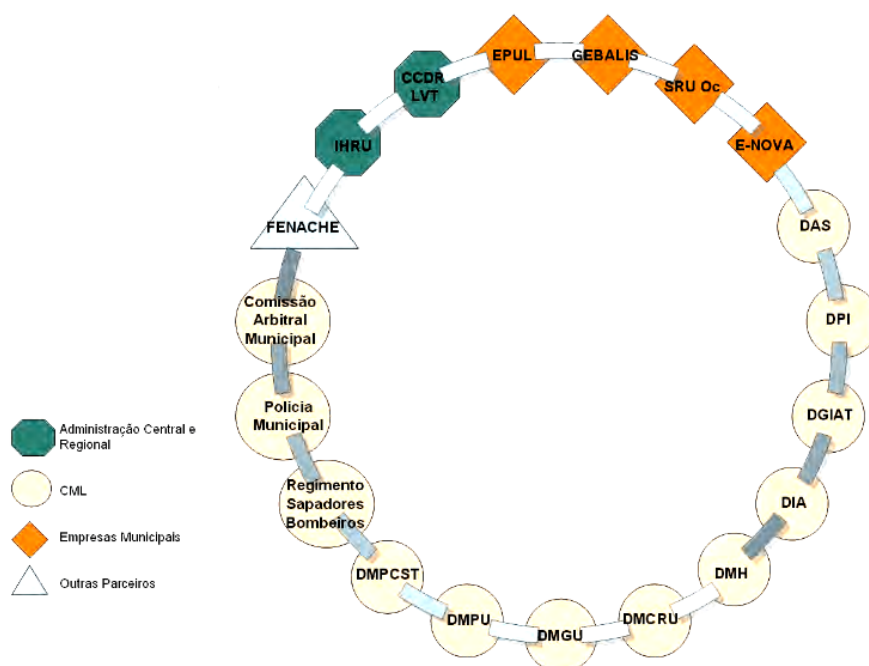 EPUL
GEBALIS
CCDR
LVT
SRU Oc
IHRU
E-NOVA
FENACHE
DAS
Comissão
Arbitral
Municipal
DPI
Policia
Municipal
DGIAT
Regimento
Sapadores
Bombeiros
DIA
DMPCST
DMH
DMPU
DMGU
DMCRU
Administração Central e
Regional
CML
Empresas Municipais
Outras Parceiros